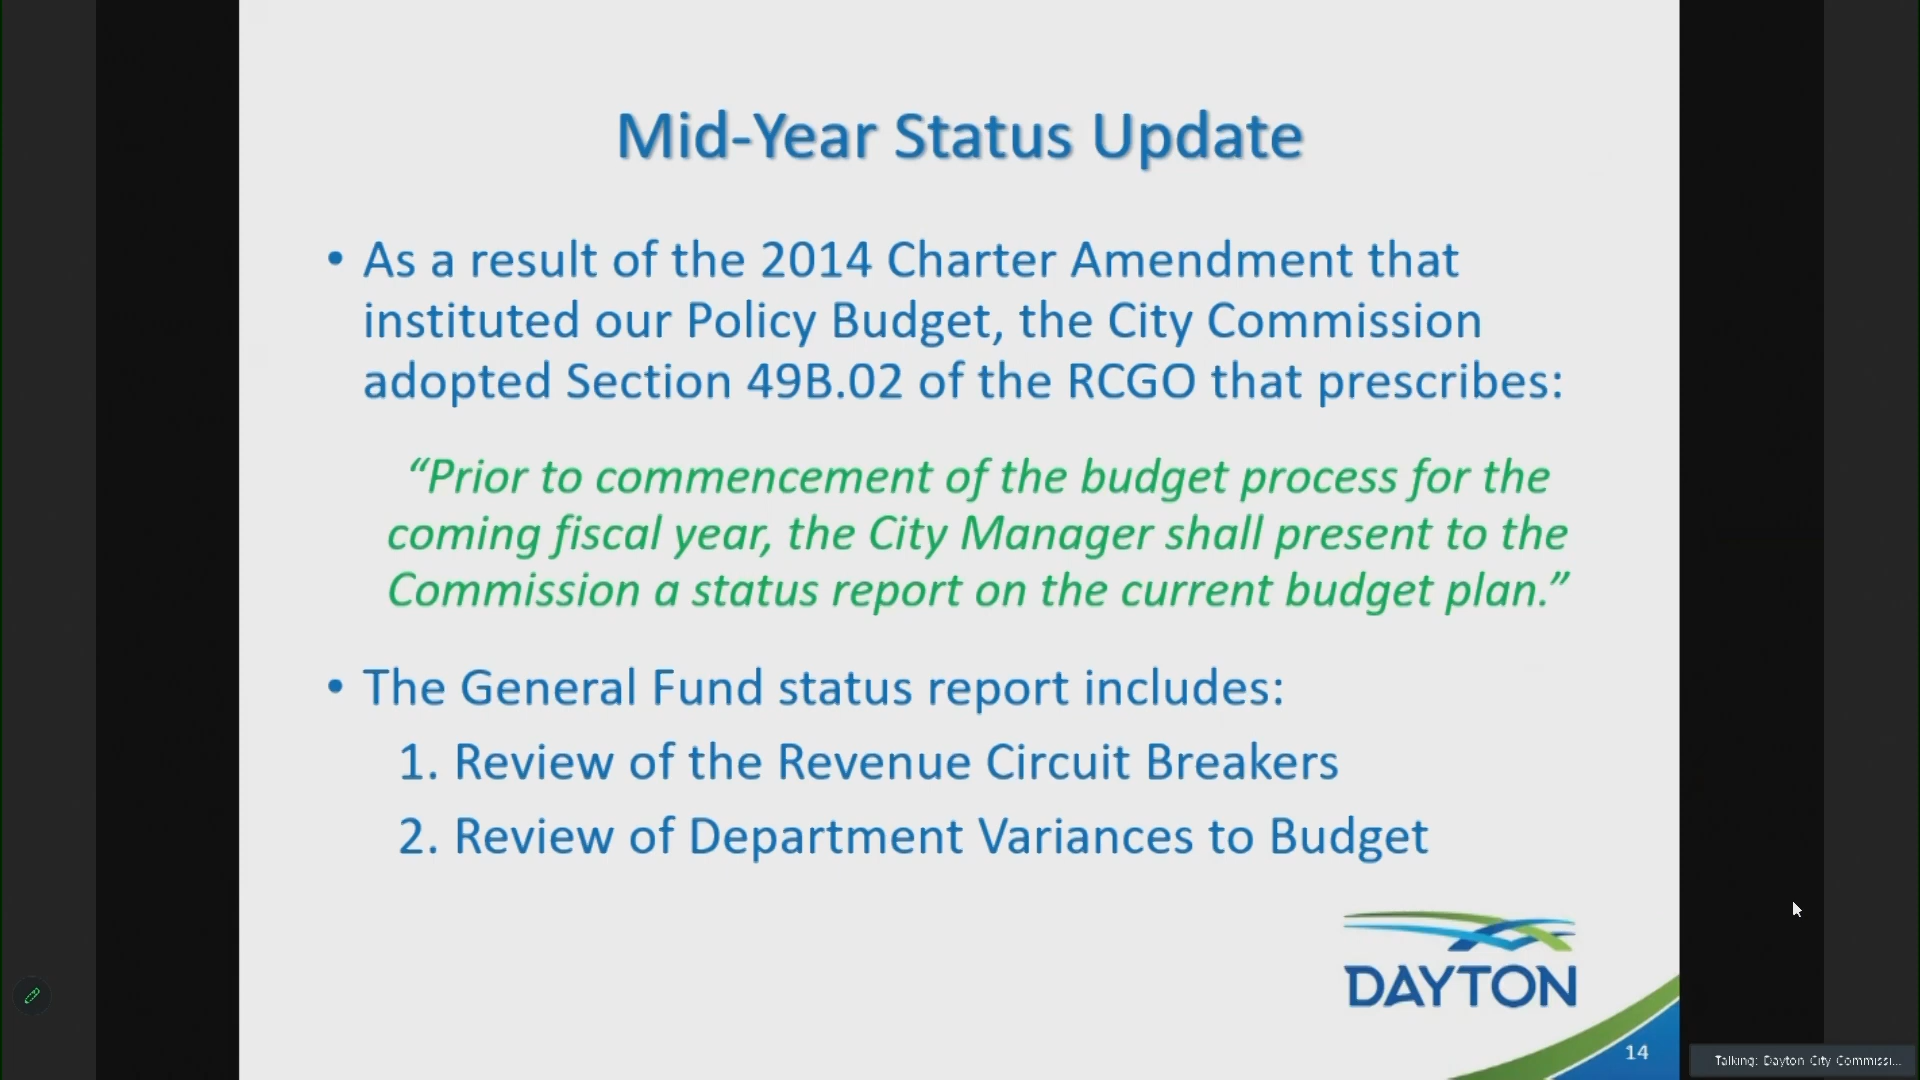 Mid-Year Status Update
• As a result of the 2014 Charter Amendment that
instituted our Policy Budget, the City Commission
adopted Section 49B.02 of the RCGO that prescribes:
“Prior to commencement of the budget process for the
coming fiscal year, the City Manager shall present to the
Commission a status report on the current budget plan.”
• The General Fund status report includes:
1. Review of the Revenue Circuit Breakers
2. Review of Department Variances to Budget
DAYTON
14
Talking: Dayton City Commissi...